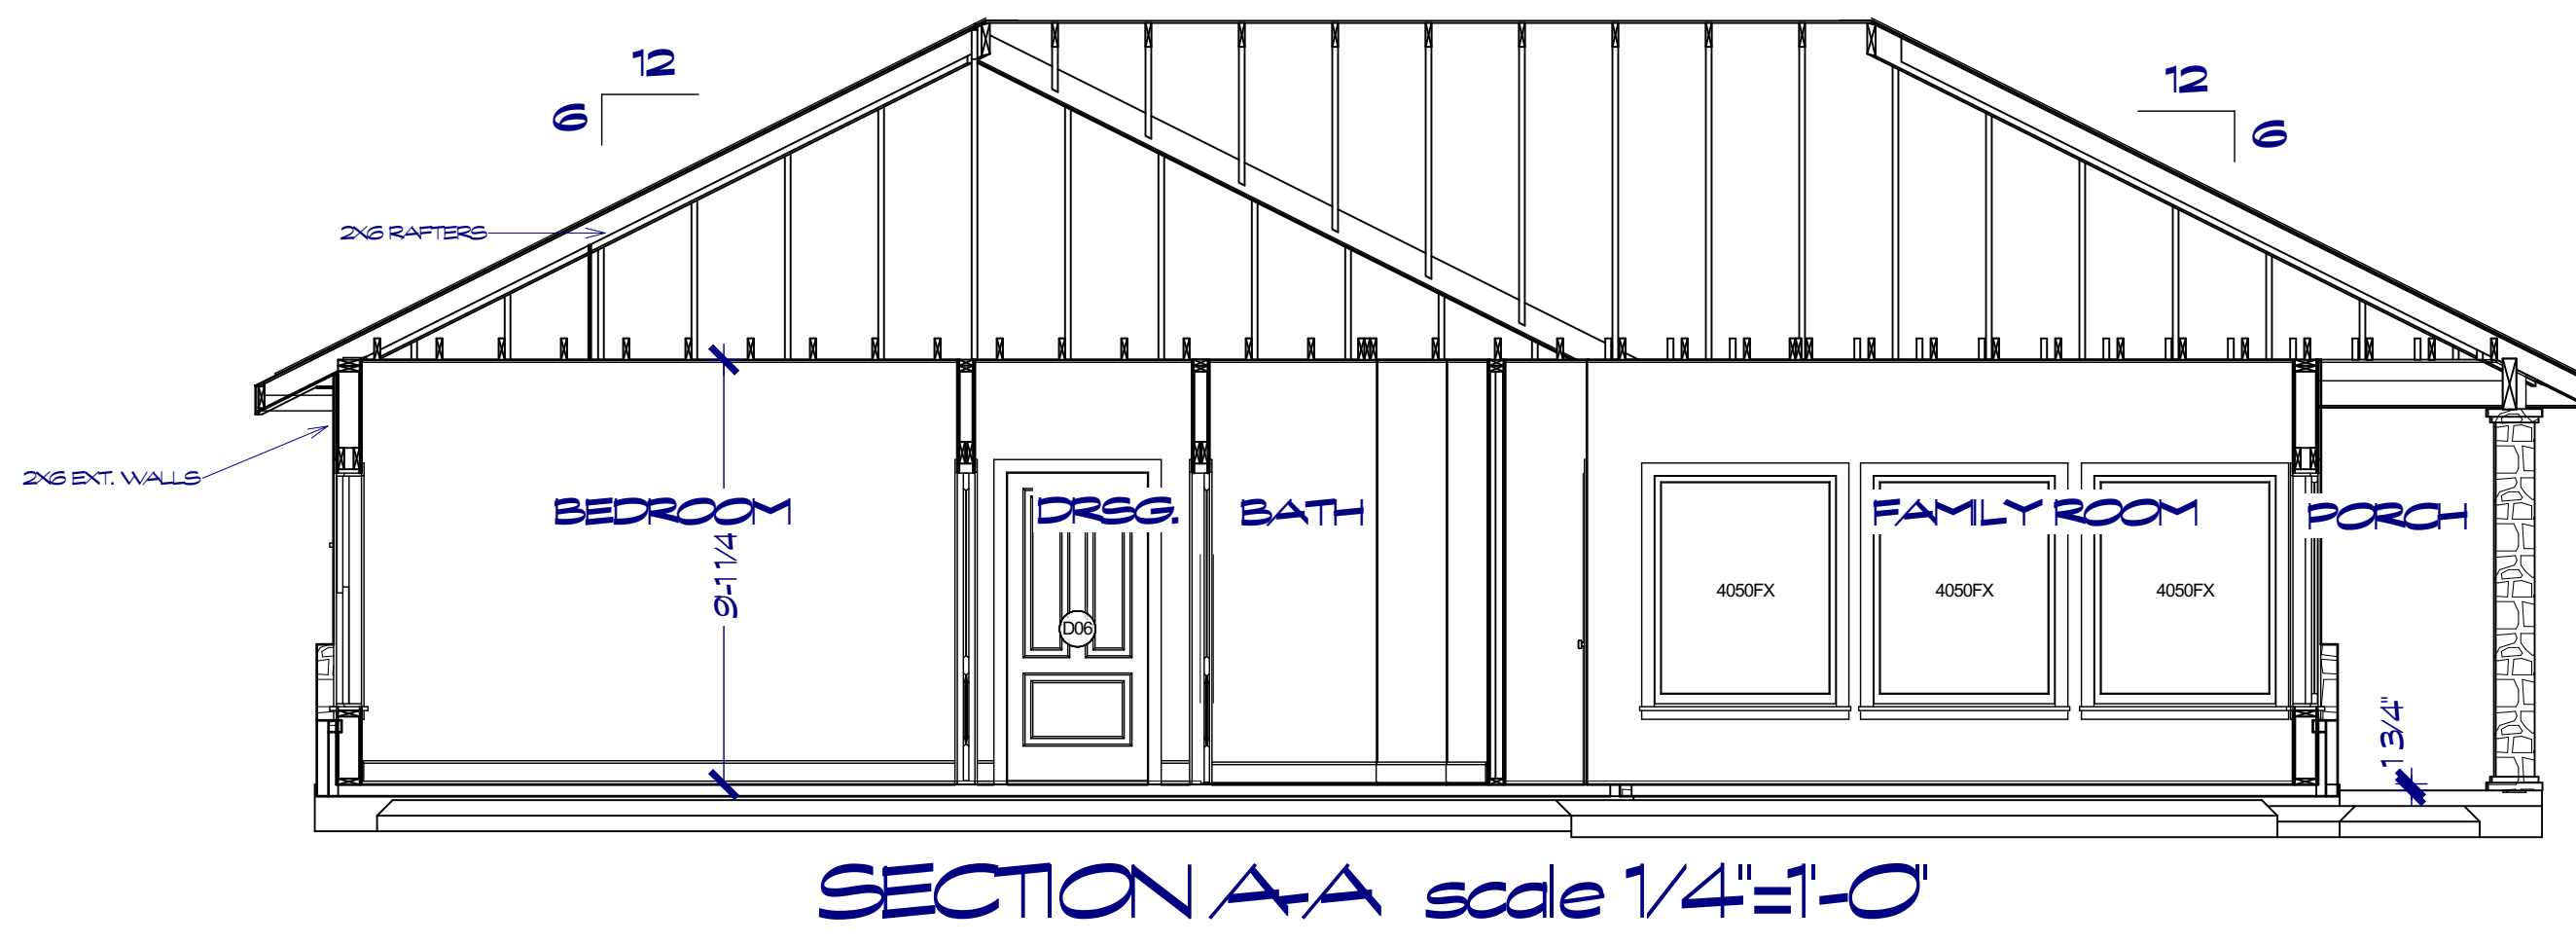 12
6
12
6
2X6 RAFTERS
2X6 EXT. WALLS
BEDROOM
DRSG.
BATH
FAMILY ROOM
PORCH
9-1 1/4
4050FX
4050FX
4050FX
D06
1 3/4"
SECTION A-A scale 1/4"=1'-0"